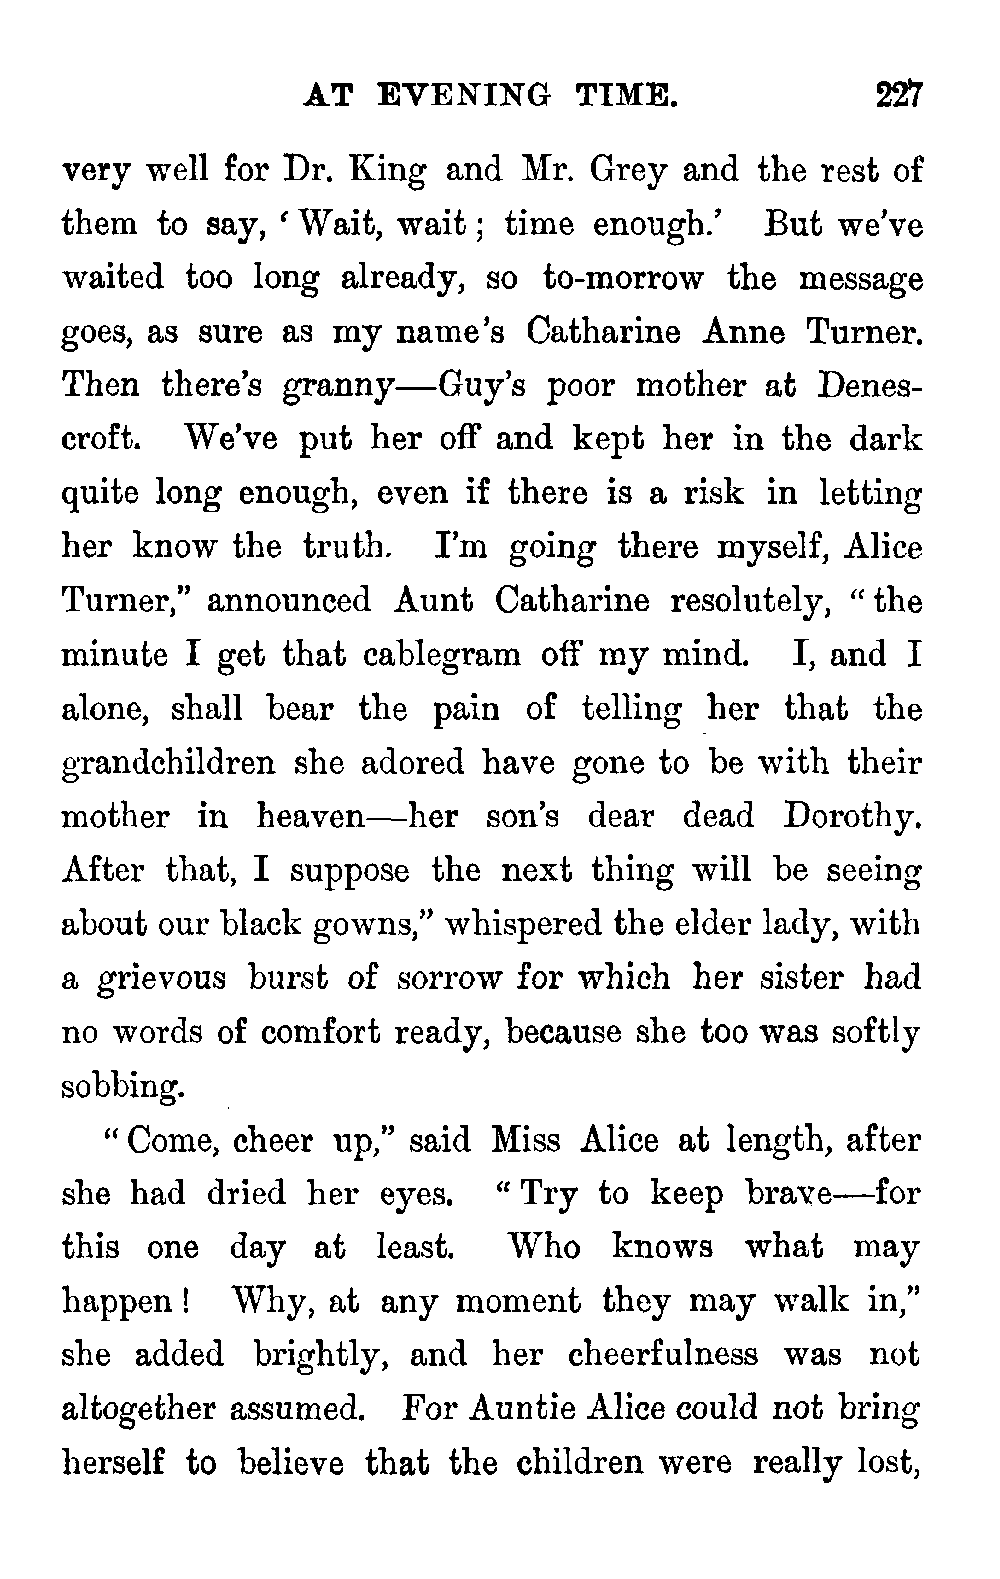 AT EVENING TIME. 227
very well for Dr. King and Mr. Grey and the rest of
them to say, ‘Wait, wait; time enough.’ But we’ve
waited too long already, so to-morrow the message
goes, as sure as my name’s Catharine Anne Turner.
Then there’s granny—Guy’s poor mother at Denes-
croft. We’ve put her off and kept her in the dark
quite long enough, even if there is a risk in letting
her know the truth. I’m going there myself, Alice
Turner,” announced Aunt Catharine resolutely, “the
minute I get that cablegram off my mind. I, and I
alone, shall bear the pain of telling her that the
grandchildren she adored have gone to be with their
mother in heaven—her son’s dear dead Dorothy.
After that, I suppose the next thing will be seeing
about our black gowns,” whispered the elder lady, with
a grievous burst of sorrow for which her sister had
no words of comfort ready, because she too was softly
sobbing.
“Come, cheer up,” said Miss Alice at length, after
she had dried her eyes. “Try to keep brave—for
this one day at least. Who knows what may
happen! Why, at any moment they may walk in,”
she added brightly, and her cheerfulness was not
altogether assumed. For Auntie Alice could not bring
herself to believe that the children were really lost,